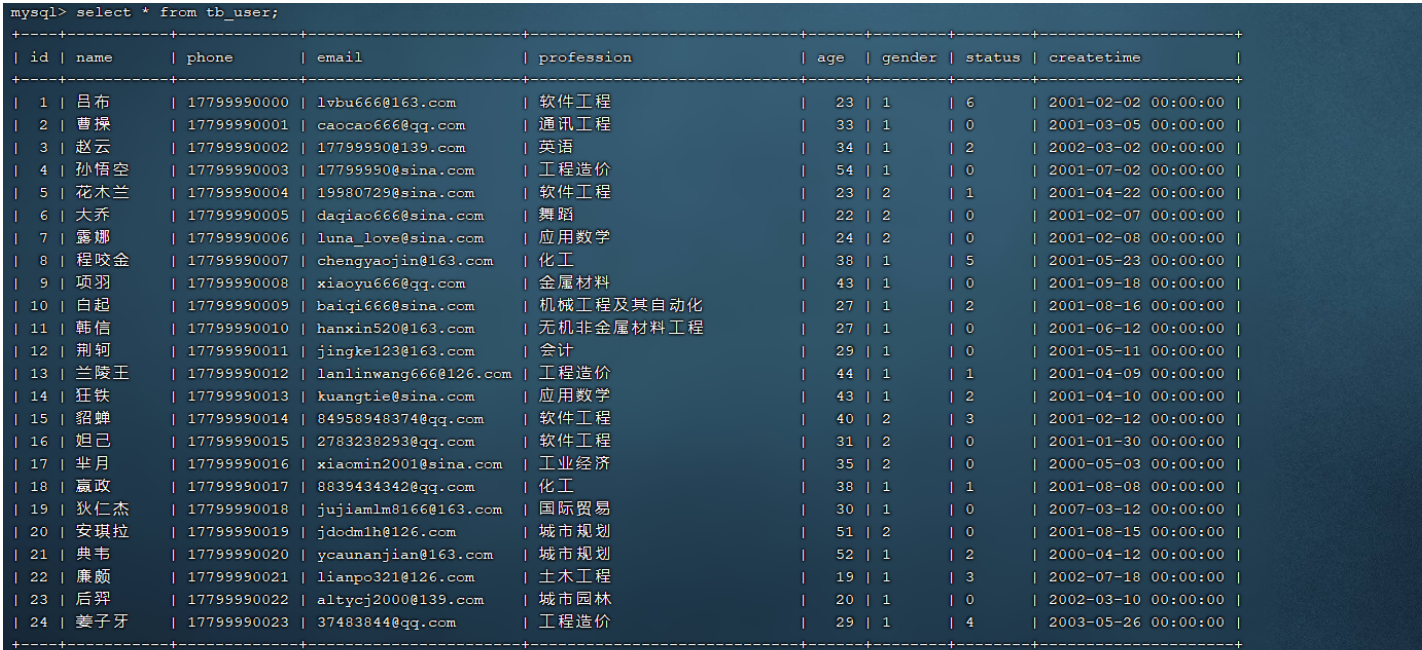 mysql> select * from tb_user;
+----+-----------+-------------+-----------------------+-----------------------------+------+--------+--------+---------------------+
| id | name | phone | email | profession | age | gender | status | createtime |
+----+-----------+-------------+-----------------------+-----------------------------+------+--------+--------+---------------------+
| 1 | 吕布 | 17799990000 | lvbu666@163.com | 软件工程 | 23 | 1 | 6 | 2001-02-02 00:00:00 |
| 2 | 曹操 | 17799990001 | caocao666@qq.com | 通讯工程 | 33 | 1 | 0 | 2001-03-05 00:00:00 |
| 3 | 赵云 | 17799990002 | 17799990@139.com | 英语 | 34 | 1 | 2 | 2002-03-02 00:00:00 |
| 4 | 孙悟空 | 17799990003 | 17799990@sina.com | 工程造价 | 54 | 1 | 0 | 2001-07-02 00:00:00 |
| 5 | 花木兰 | 17799990004 | 19980729@sina.com | 软件工程 | 23 | 2 | 1 | 2001-04-22 00:00:00 |
| 6 | 大乔 | 17799990005 | daqiao666@sina.com | 舞蹈 | 22 | 2 | 0 | 2001-02-07 00:00:00 |
| 7 | 露娜 | 17799990006 | luna_love@sina.com | 应用数学 | 24 | 2 | 0 | 2001-02-08 00:00:00 |
| 8 | 程咬金 | 17799990007 | chengyaojin@163.com | 化工 | 38 | 1 | 5 | 2001-05-23 00:00:00 |
| 9 | 项羽 | 17799990008 | xiaoyu666@qq.com | 金属材料 | 43 | 1 | 0 | 2001-09-18 00:00:00 |
| 10 | 白起 | 17799990009 | baiqi666@sina.com | 机械工程及其自动化 | 27 | 1 | 2 | 2001-08-16 00:00:00 |
| 11 | 韩信 | 17799990010 | hanxin520@163.com | 无机非金属材料工程 | 27 | 1 | 0 | 2001-06-12 00:00:00 |
| 12 | 荆轲 | 17799990011 | jingke123@163.com | 会计 | 29 | 1 | 0 | 2001-05-11 00:00:00 |
| 13 | 兰陵王 | 17799990012 | lanlinwang666@126.com | 工程造价 | 44 | 1 | 1 | 2001-04-09 00:00:00 |
| 14 | 狂铁 | 17799990013 | kuangtie@sina.com | 应用数学 | 43 | 1 | 2 | 2001-04-10 00:00:00 |
| 15 | 貂蝉 | 17799990014 | 84958948374@qq.com | 软件工程 | 40 | 2 | 3 | 2001-02-12 00:00:00 |
| 16 | 妲己 | 17799990015 | 2783238293@qq.com | 软件工程 | 31 | 2 | 0 | 2001-01-30 00:00:00 |
| 17 | 芈月 | 17799990016 | xiaomin2001@sina.com | 工业经济 | 35 | 2 | 0 | 2000-05-03 00:00:00 |
| 18 | 嬴政 | 17799990017 | 8839434342@qq.com | 化工 | 38 | 1 | 1 | 2001-08-08 00:00:00 |
| 19 | 狄仁杰 | 17799990018 | jujiamlm8166@163.com | 国际贸易 | 30 | 1 | 0 | 2007-03-12 00:00:00 |
| 20 | 安琪拉 | 17799990019 | jdodm1h@126.com | 城市规划 | 51 | 2 | 0 | 2001-08-15 00:00:00 |
| 21 | 典韦 | 17799990020 | ycaunanjian@163.com | 城市规划 | 52 | 1 | 2 | 2000-04-12 00:00:00 |
| 22 | 廉颇 | 17799990021 | lianpo321@126.com | 土木工程 | 19 | 1 | 3 | 2002-07-18 00:00:00 |
| 23 | 后羿 | 17799990022 | altycj2000@139.com | 城市园林 | 20 | 1 | 0 | 2002-03-10 00:00:00 |
| 24 | 姜子牙 | 17799990023 | 37483844@qq.com | 工程造价 | 29 | 1 | 4 | 2003-05-26 00:00:00 |
+----+-----------+-------------+-----------------------+-----------------------------+------+--------+--------+---------------------+